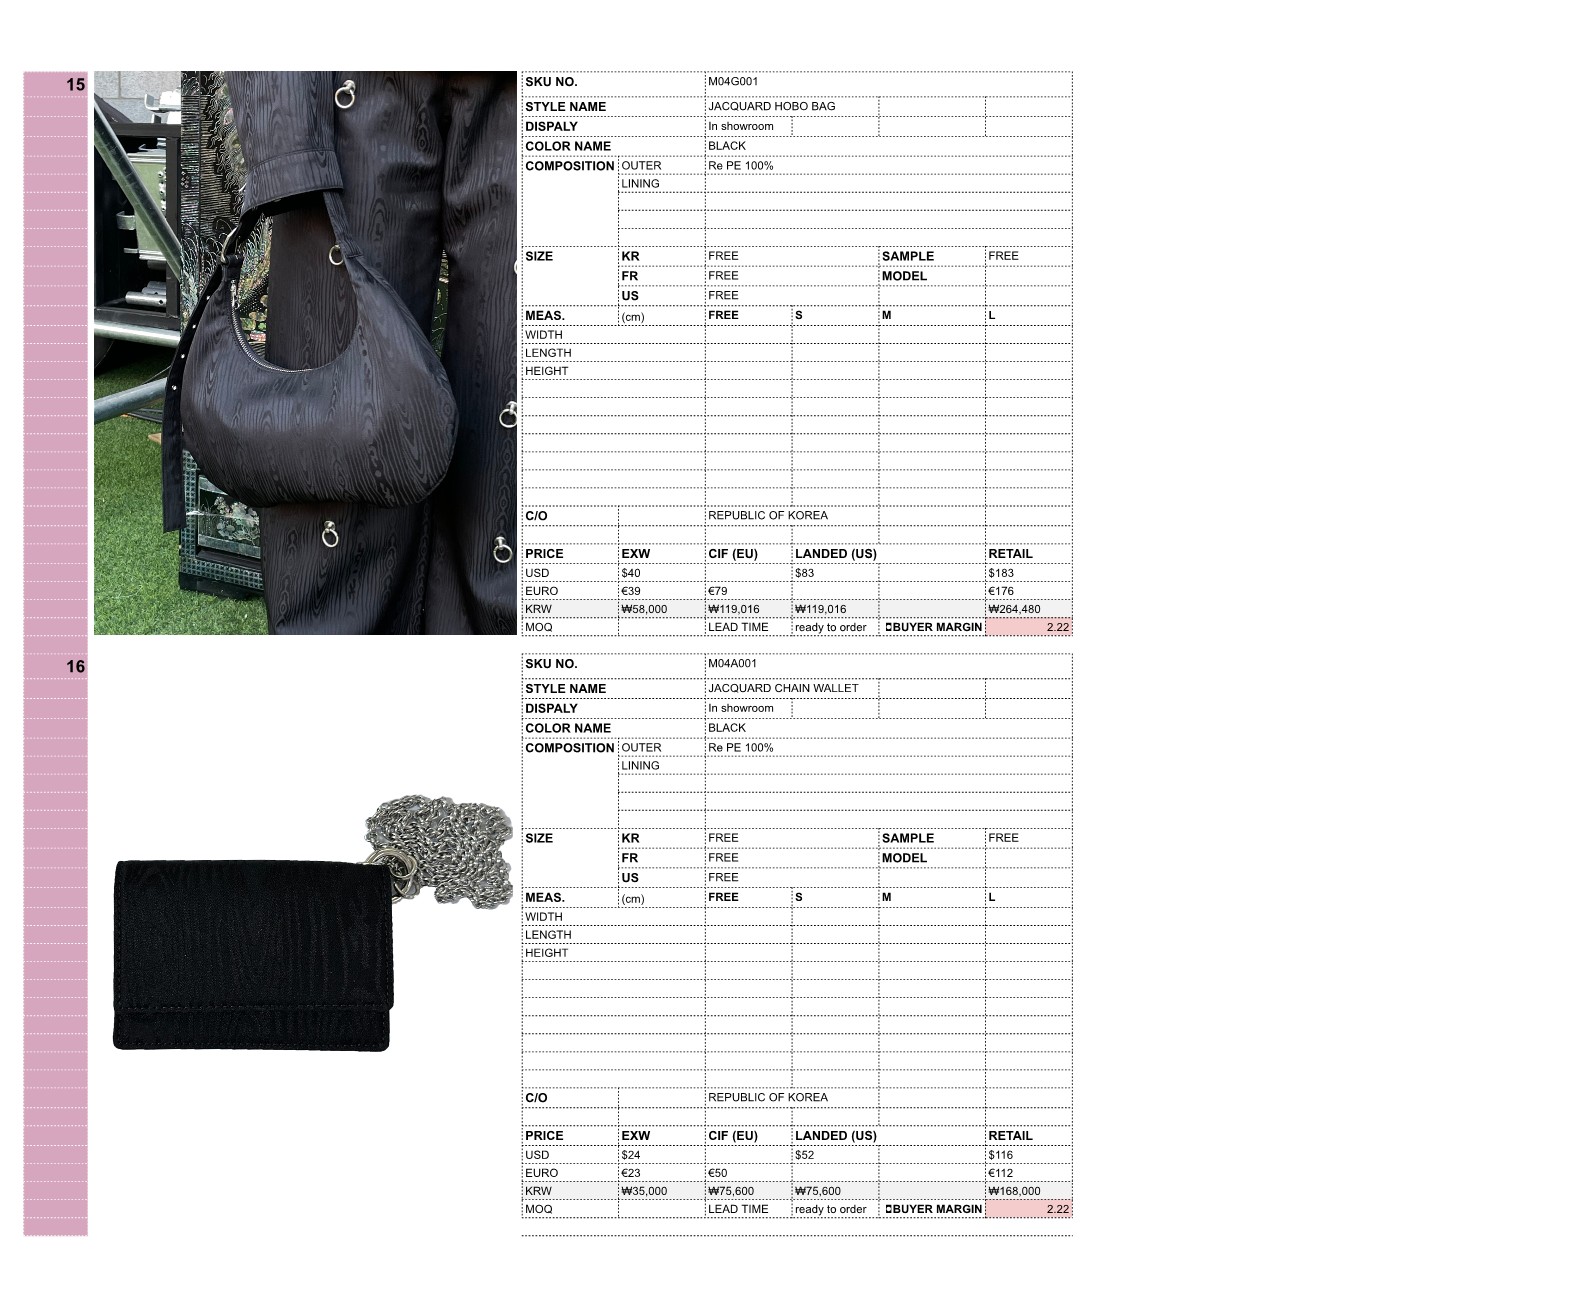 15
SKU NO. M04G001
STYLE NAME JACQUARD HOBO BAG
DISPALY In showroom
COLOR NAME BLACK
COMPOSITION OUTER Re PE 100%
LINING
SIZE KR FREE SAMPLE FREE
FR FREE MODEL
US FREE
MEAS. (cm) FREE S M L
WIDTH
LENGTH
HEIGHT
C/O REPUBLIC OF KOREA
PRICE EXW CIF (EU) LANDED (US) RETAIL
USD $40 $83 $183
EURO €39 €79 €176
KRW ₩58,000 ₩119,016 ₩119,016 ₩264,480
MOQ LEAD TIME ready to order BUYER MARGIN 2.22
16
SKU NO. M04A001
STYLE NAME JACQUARD CHAIN WALLET
DISPALY In showroom
COLOR NAME BLACK
COMPOSITION OUTER Re PE 100%
LINING
SIZE KR FREE SAMPLE FREE
FR FREE MODEL
US FREE
MEAS. (cm) FREE S M L
WIDTH
LENGTH
HEIGHT
C/O REPUBLIC OF KOREA
PRICE EXW CIF (EU) LANDED (US) RETAIL
USD $24 $52 $116
EURO €23 €50 €112
KRW ₩35,000 ₩75,600 ₩75,600 ₩168,000
MOQ LEAD TIME ready to order BUYER MARGIN 2.22